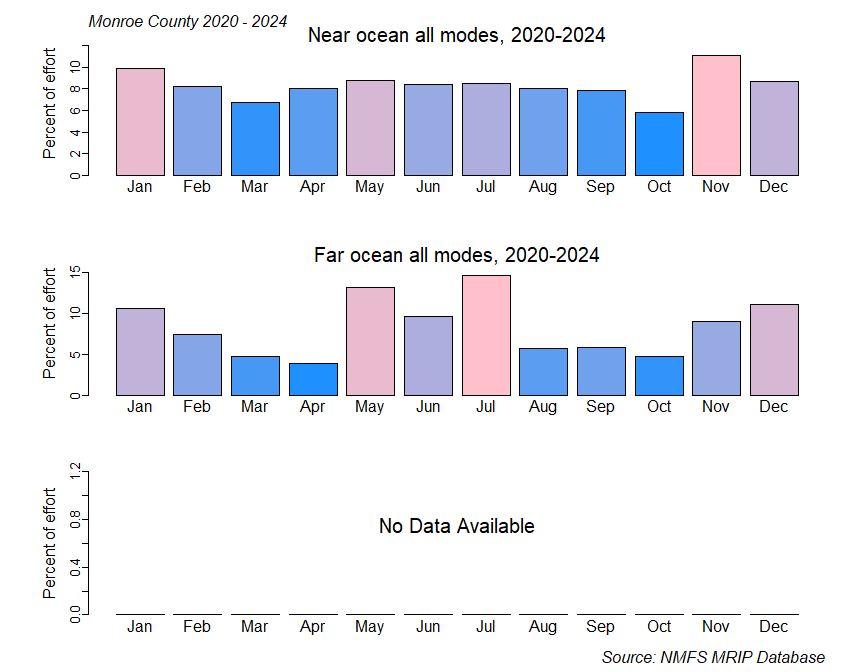 Monroe County 2020 - 2024
Near ocean all modes, 2020-2024
Percent of effort
0 2 4 6 8 10
Jan Feb Mar Apr May Jun Jul Aug Sep Oct Nov Dec
Far ocean all modes, 2020-2024
Percent of effort
0 5 10 15
Jan Feb Mar Apr May Jun Jul Aug Sep Oct Nov Dec
No Data Available
Percent of effort
0.0 0.4 0.8 1.2
Jan Feb Mar Apr May Jun Jul Aug Sep Oct Nov Dec
Source: NMFS MRIP Database